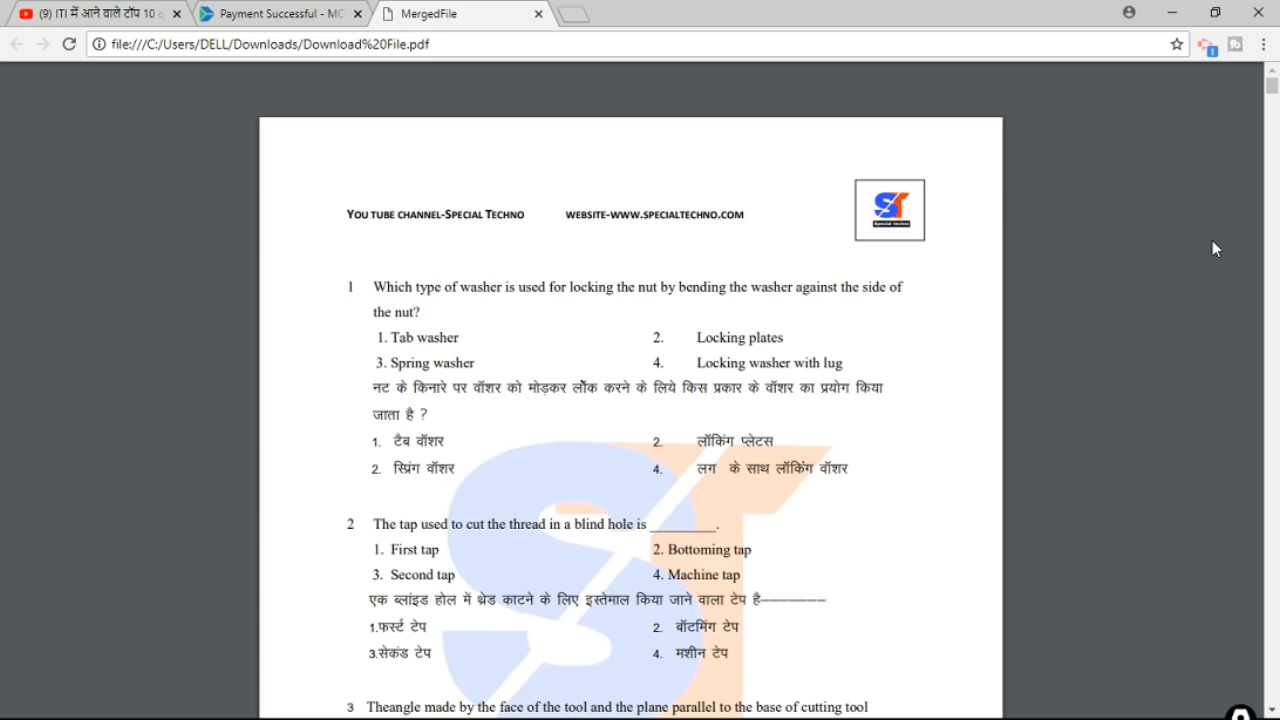 (9) ITI में आने वाले टॉप 10 q
Payment Successful - MO
MergedFile
file:///C:/Users/DELL/Downloads/Download%20File.pdf
YOU TUBE CHANNEL-SPECIAL TECHNO WEBSITE-WWW.SPECIALTECHNO.COM
ST
Special techno
1 Which type of washer is used for locking the nut by bending the washer against the side of
the nut?
1. Tab washer 2. Locking plates
3. Spring washer 4. Locking washer with lug
नट के किनारे पर वॉशर को मोड़कर लॉक करने के लिये किस प्रकार के वॉशर का प्रयोग किया
जाता है ?
1. टैब वॉशर 2. लॉकिंग प्लेटस
2. स्प्रिंग वॉशर 4. लग के साथ लॉकिंग वॉशर
2 The tap used to cut the thread in a blind hole is _________.
1. First tap 2. Bottoming tap
3. Second tap 4. Machine tap
एक ब्लांइड होल में थ्रेड काटने के लिए इस्तेमाल किया जाने वाला टेप है-------
1.फर्स्ट टेप 2. बॉटमिंग टेप
3.सेकंड टेप 4. मशीन टेप
3 Theangle made by the face of the tool and the plane parallel to the base of cutting tool